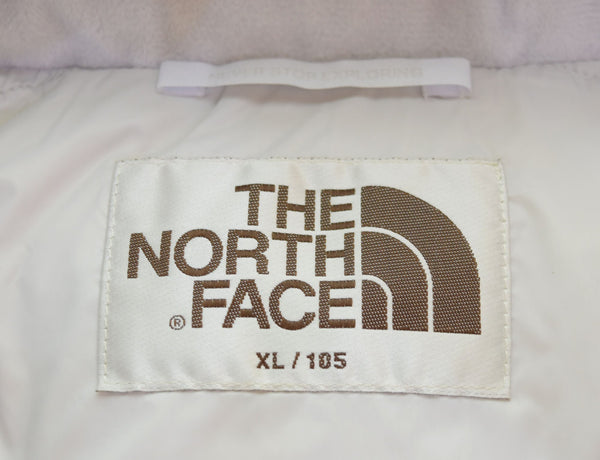 NEVER STOP EXPLORING
THE
NORTH
® FACE
XL / 105